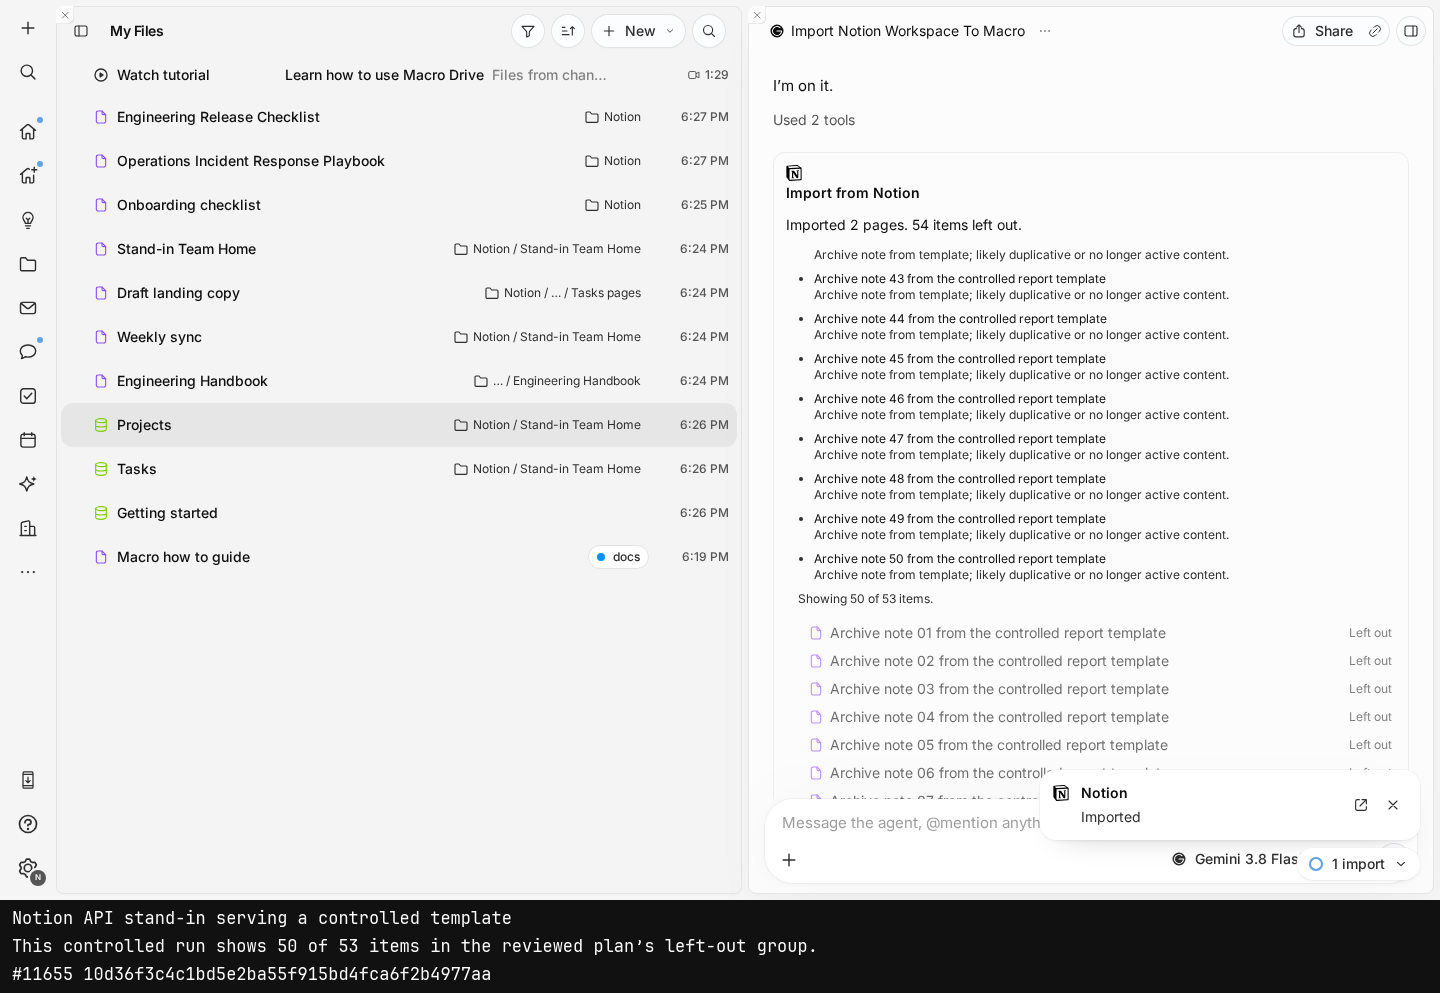 My Files
New
Watch tutorial Learn how to use Macro Drive Files from chan... 1:29
Engineering Release Checklist Notion 6:27 PM
Operations Incident Response Playbook Notion 6:27 PM
Onboarding checklist Notion 6:25 PM
Stand-in Team Home Notion / Stand-in Team Home 6:24 PM
Draft landing copy Notion / ... / Tasks pages 6:24 PM
Weekly sync Notion / Stand-in Team Home 6:24 PM
Engineering Handbook ... / Engineering Handbook 6:24 PM
Projects Notion / Stand-in Team Home 6:26 PM
Tasks Notion / Stand-in Team Home 6:26 PM
Getting started 6:26 PM
Macro how to guide docs 6:19 PM
N
Import Notion Workspace To Macro ...
Share
I'm on it.
Used 2 tools
Import from Notion
Imported 2 pages. 54 items left out.
Archive note from template; likely duplicative or no longer active content.
• Archive note 43 from the controlled report template
Archive note from template; likely duplicative or no longer active content.
• Archive note 44 from the controlled report template
Archive note from template; likely duplicative or no longer active content.
• Archive note 45 from the controlled report template
Archive note from template; likely duplicative or no longer active content.
• Archive note 46 from the controlled report template
Archive note from template; likely duplicative or no longer active content.
• Archive note 47 from the controlled report template
Archive note from template; likely duplicative or no longer active content.
• Archive note 48 from the controlled report template
Archive note from template; likely duplicative or no longer active content.
• Archive note 49 from the controlled report template
Archive note from template; likely duplicative or no longer active content.
• Archive note 50 from the controlled report template
Archive note from template; likely duplicative or no longer active content.
Showing 50 of 53 items.
Archive note 01 from the controlled report template Left out
Archive note 02 from the controlled report template Left out
Archive note 03 from the controlled report template Left out
Archive note 04 from the controlled report template Left out
Archive note 05 from the controlled report template Left out
Archive note 06 from the
Notion
Imported
Message the agent, @mention
Gemini 3.8
1 import
Notion API stand-in serving a controlled template
This controlled run shows 50 of 53 items in the reviewed plan's left-out group.
#11655 10d36f3c4c1bd5e2ba55f915bd4fca6f2b4977aa